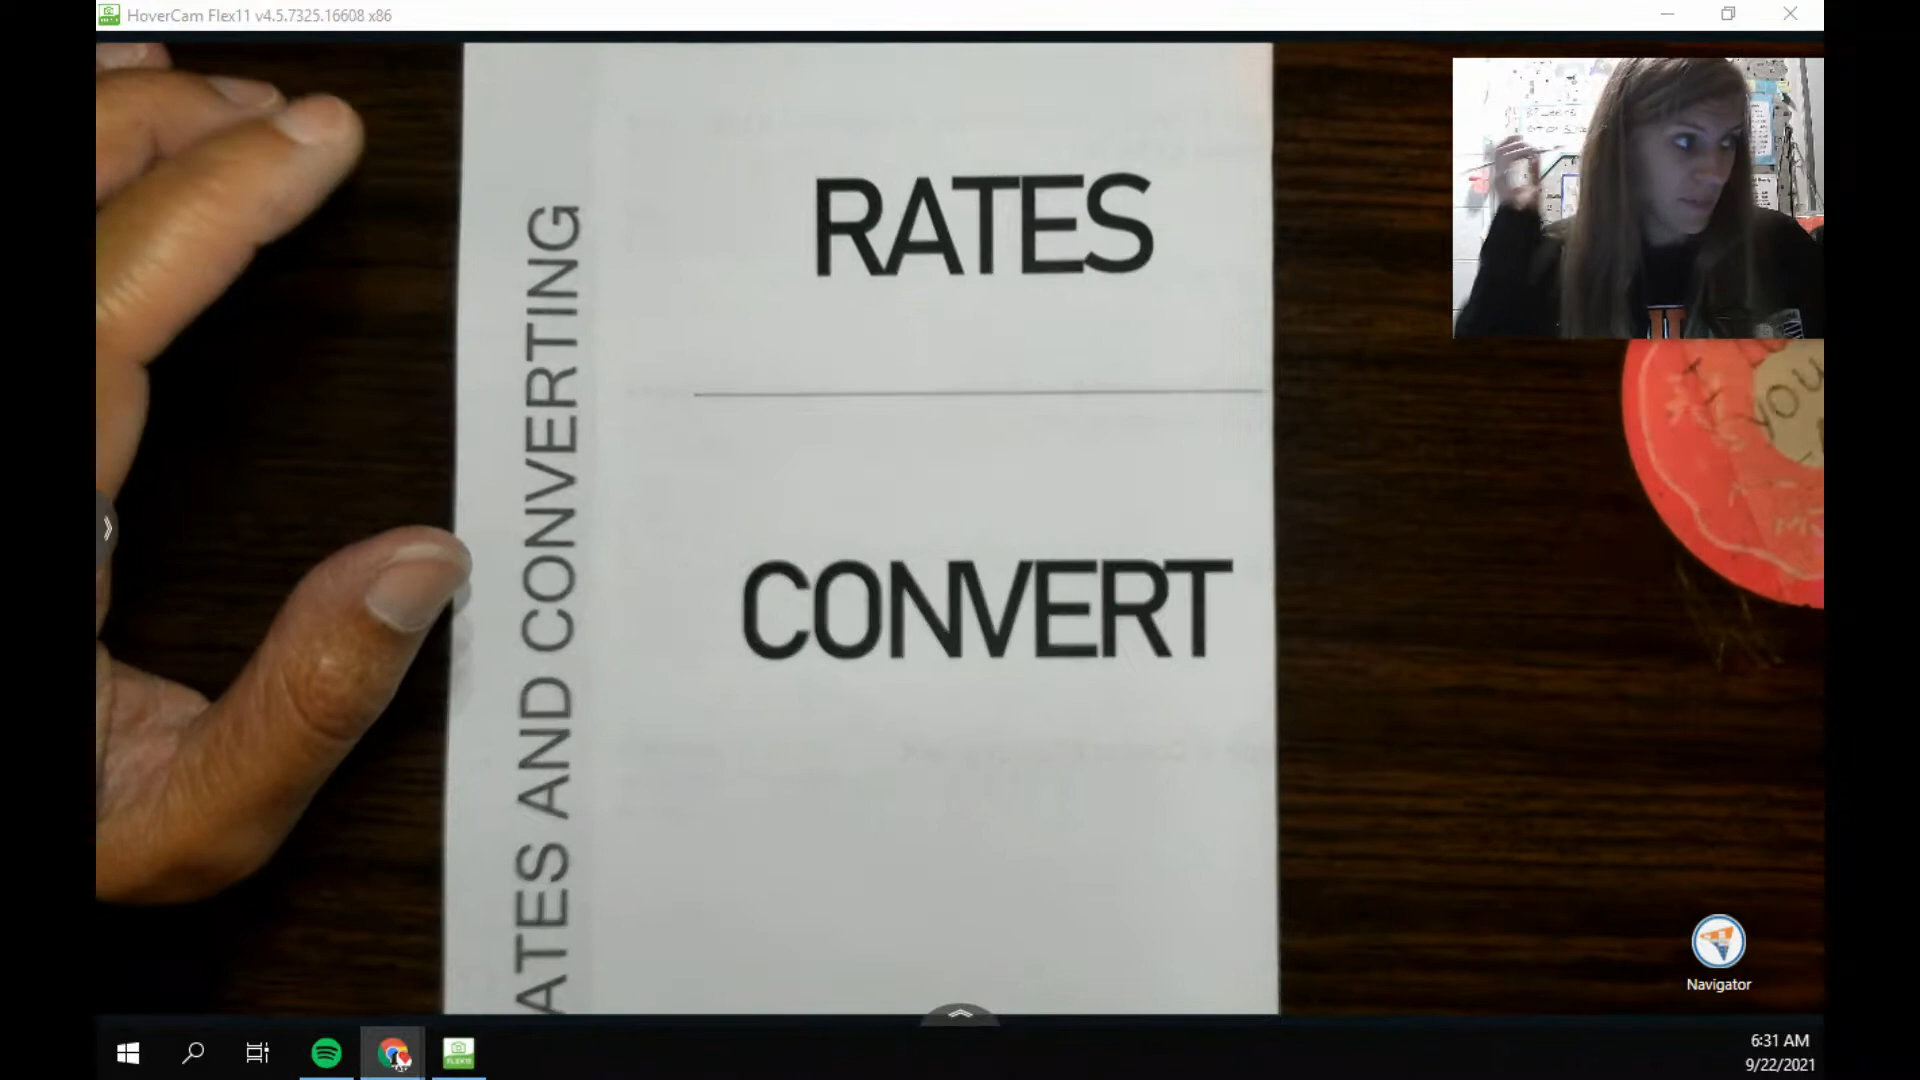 HoverCam Flex11 v4.5.7325.16608 x86
RATES
CONVERT
ATES AND CONVERTING
you
Navigator
6:31 AM
9/22/2021